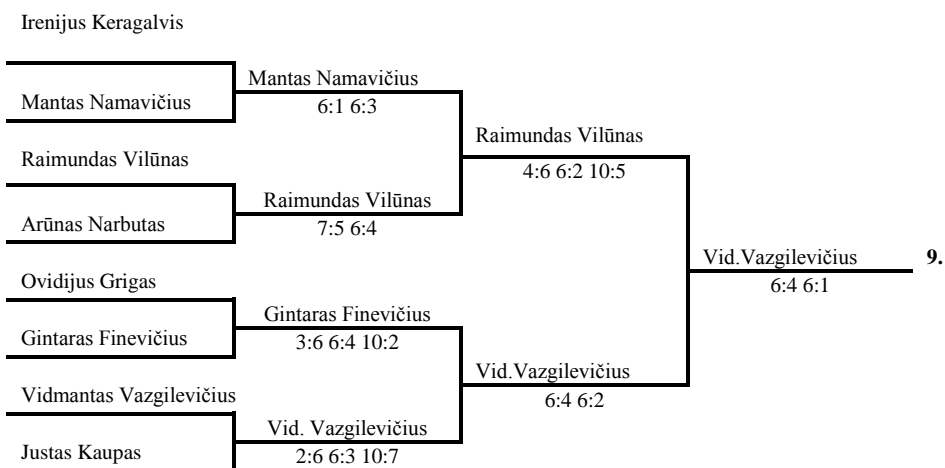 Irenijus Keragalvis
Mantas Namavičius
Mantas Namavičius
6:1 6:3
Raimundas Vilūnas
4:6 6:2 10:5
Raimundas Vilūnas
Raimundas Vilūnas
7:5 6:4
Arūnas Narbutas
Vid.Vazgilevičius 9.
6:4 6:1
Ovidijus Grigas
Gintaras Finevičius
Gintaras Finevičius
3:6 6:4 10:2
Vid.Vazgilevičius
6:4 6:2
Vidmantas Vazgilevičius
Vid. Vazgilevičius
2:6 6:3 10:7
Justas Kaupas